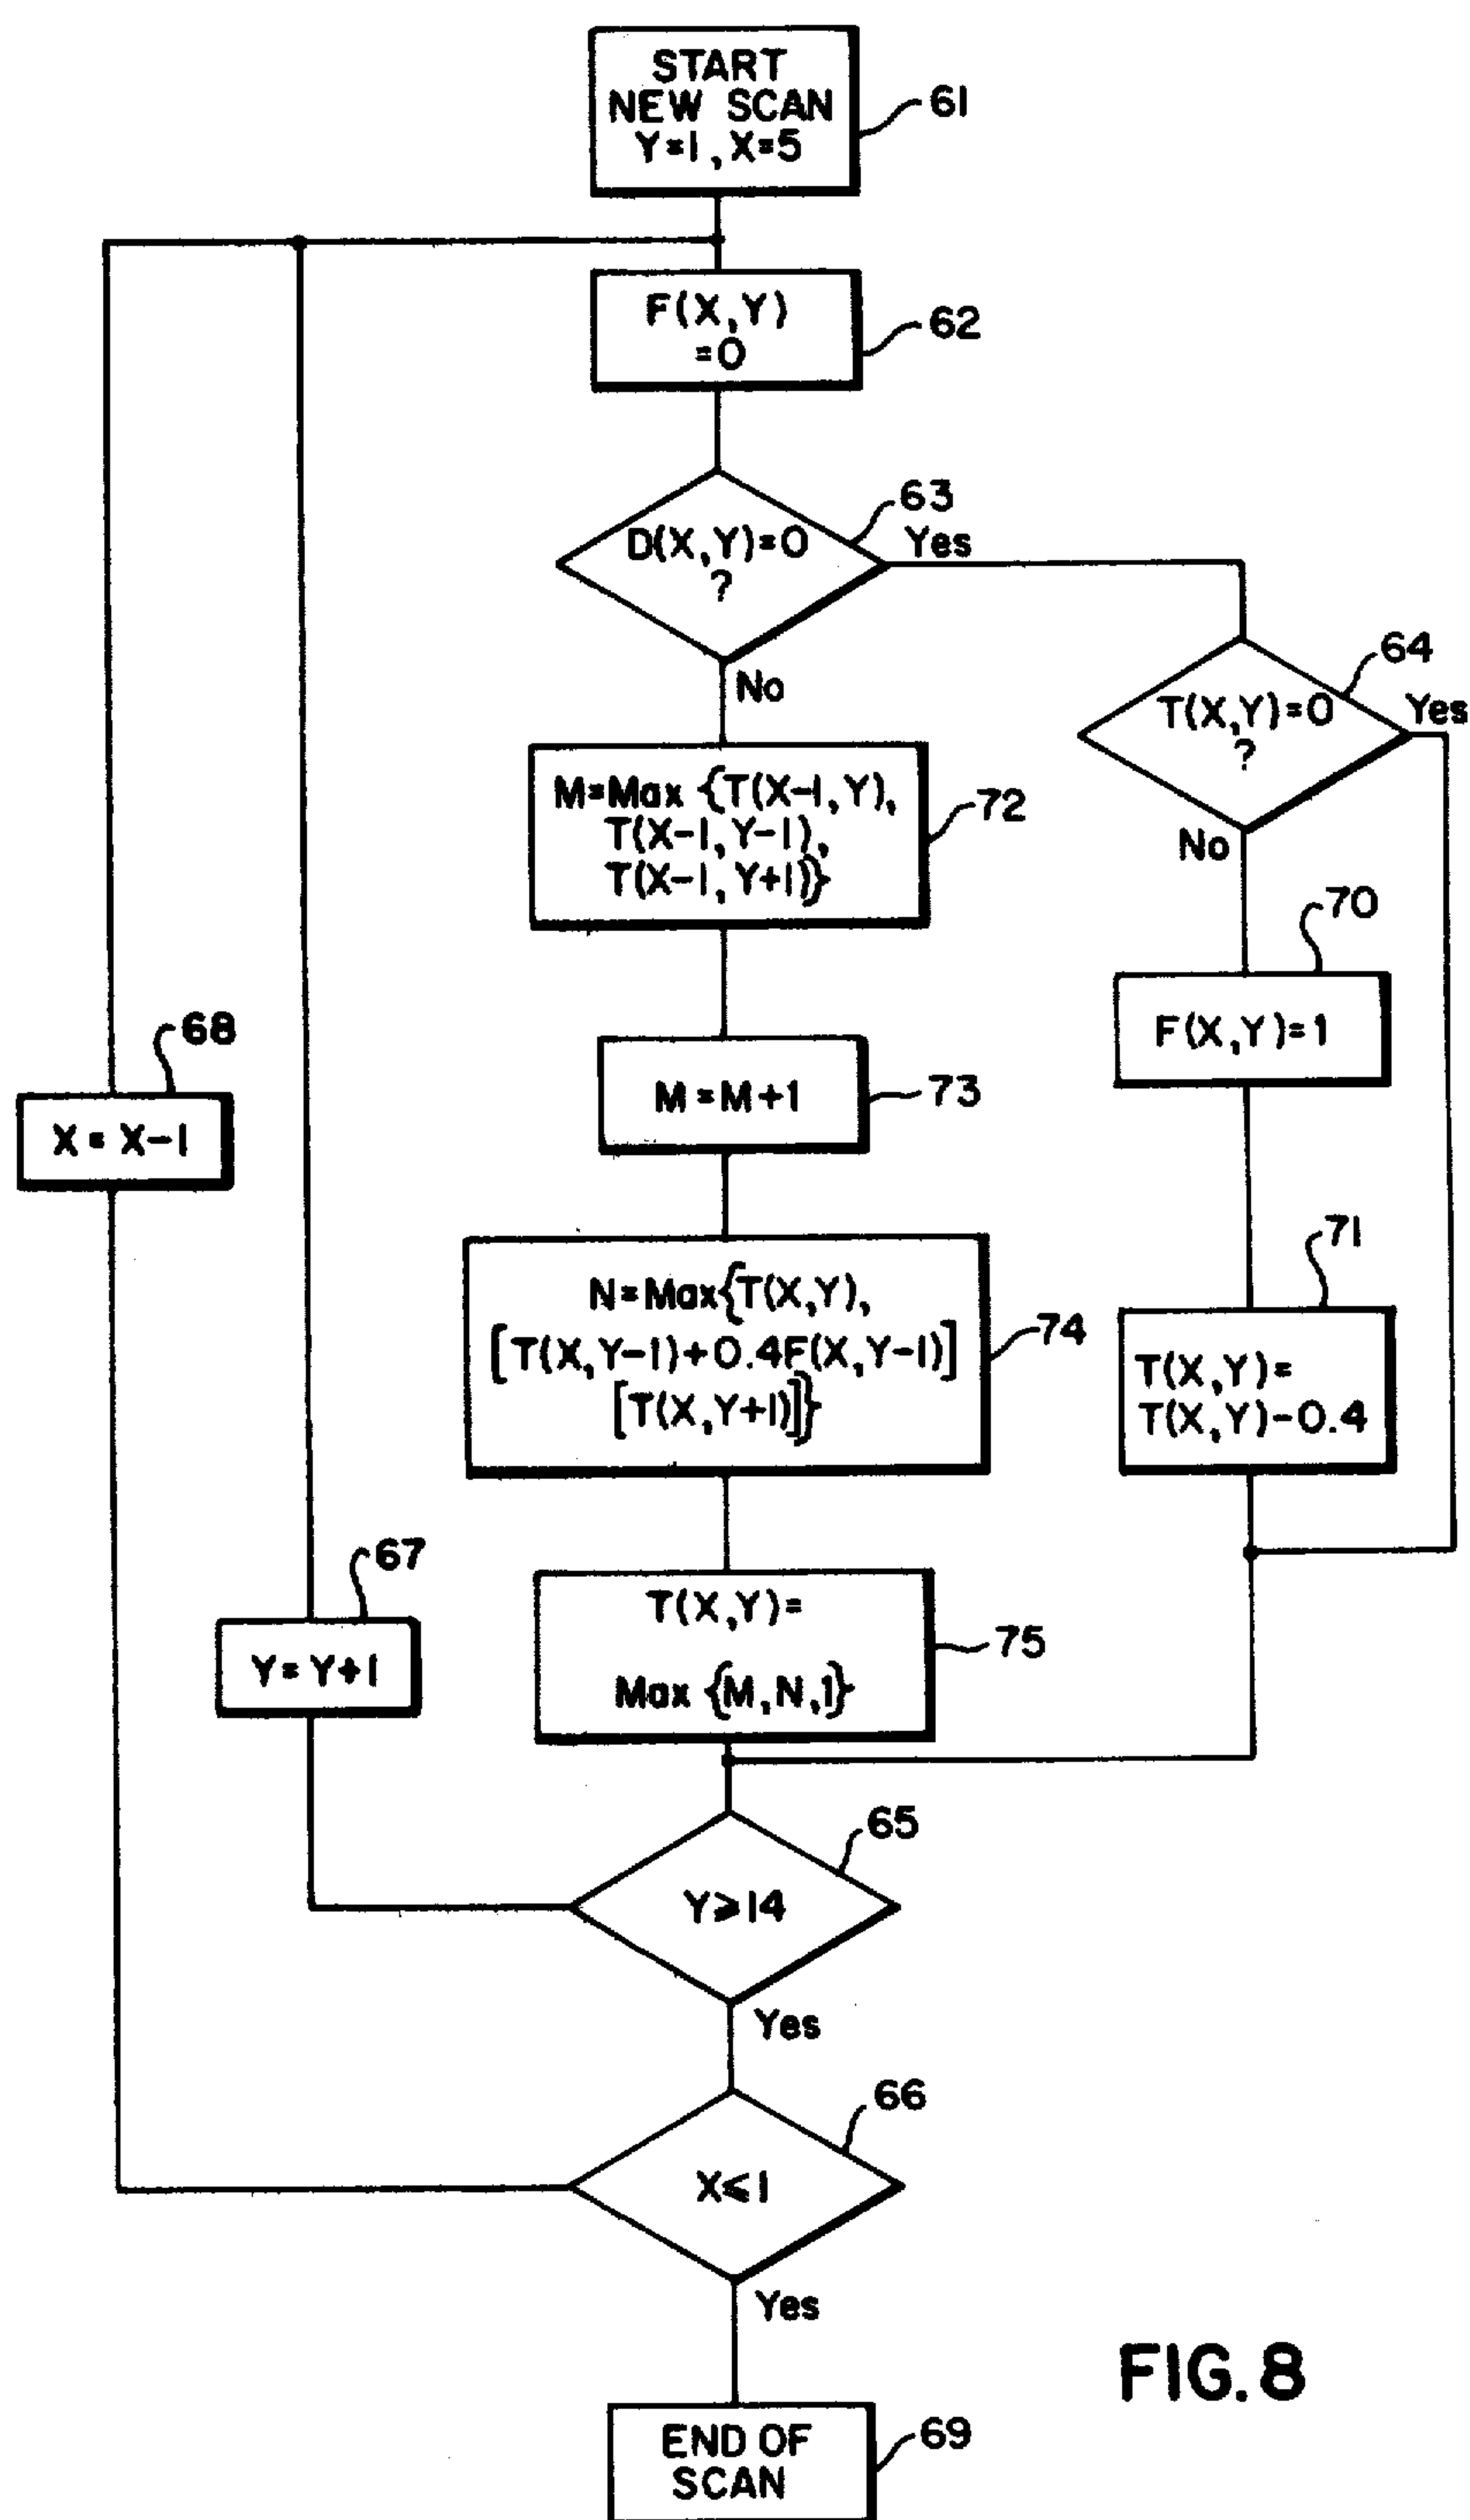 START
NEW SCAN
Y=1, X=5
61
F(X,Y)
=0
62
D(X,Y)=0
?
63
Yes
No
T(X,Y)=0
?
64
Yes
No
M=Max {T(X-1,Y),
T(X-1,Y-1),
T(X-1,Y+1)}
72
70
F(X,Y)=1
68
X = X-1
M=M+1
73
N=Max{T(X,Y),
[T(X,Y-1)+0.4F(X,Y-1)]
[T(X,Y+1)]}
74
71
T(X,Y)=
T(X,Y)-0.4
67
Y=Y+1
T(X,Y)=
Max {M,N,1}
75
65
Y⩾14
Yes
66
X⩽1
Yes
END OF
SCAN
69
FIG.8